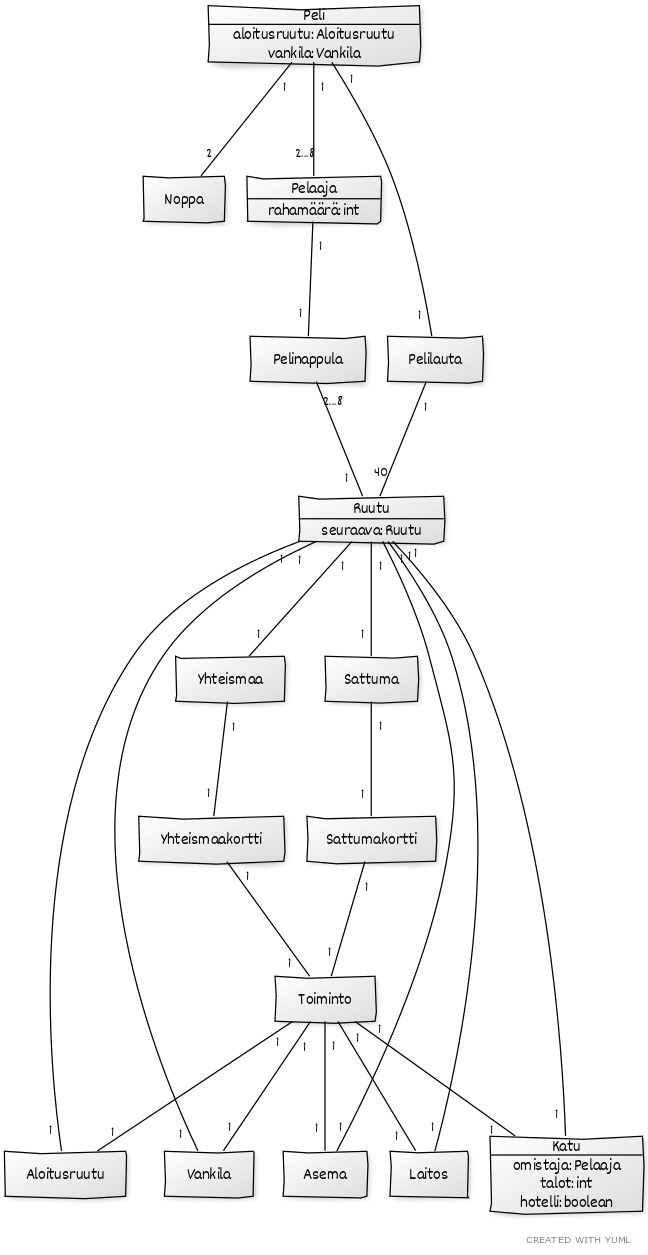 Peli
aloitusruutu: Aloitusruutu
vankila: Vankila
1 1 1
2 2...8
Noppa
Pelaaja
rahamäärä: int
1
1 1
Pelinappula
Pelilauta
2...8 1
1 40
Ruutu
seuraava: Ruutu
1 1 1 1 1 1 1
1 1
Yhteismaa
Sattuma
1 1
1 1
Yhteismaakortti
Sattumakortti
1 1
1 1
Toiminto
1 1 1 1 1
1 1 1 1 1 1 1 1 1 1
Aloitusruutu
Vankila
Asema
Laitos
Katu
omistaja: Pelaaja
talot: int
hotelli: boolean
CREATED WITH YUML